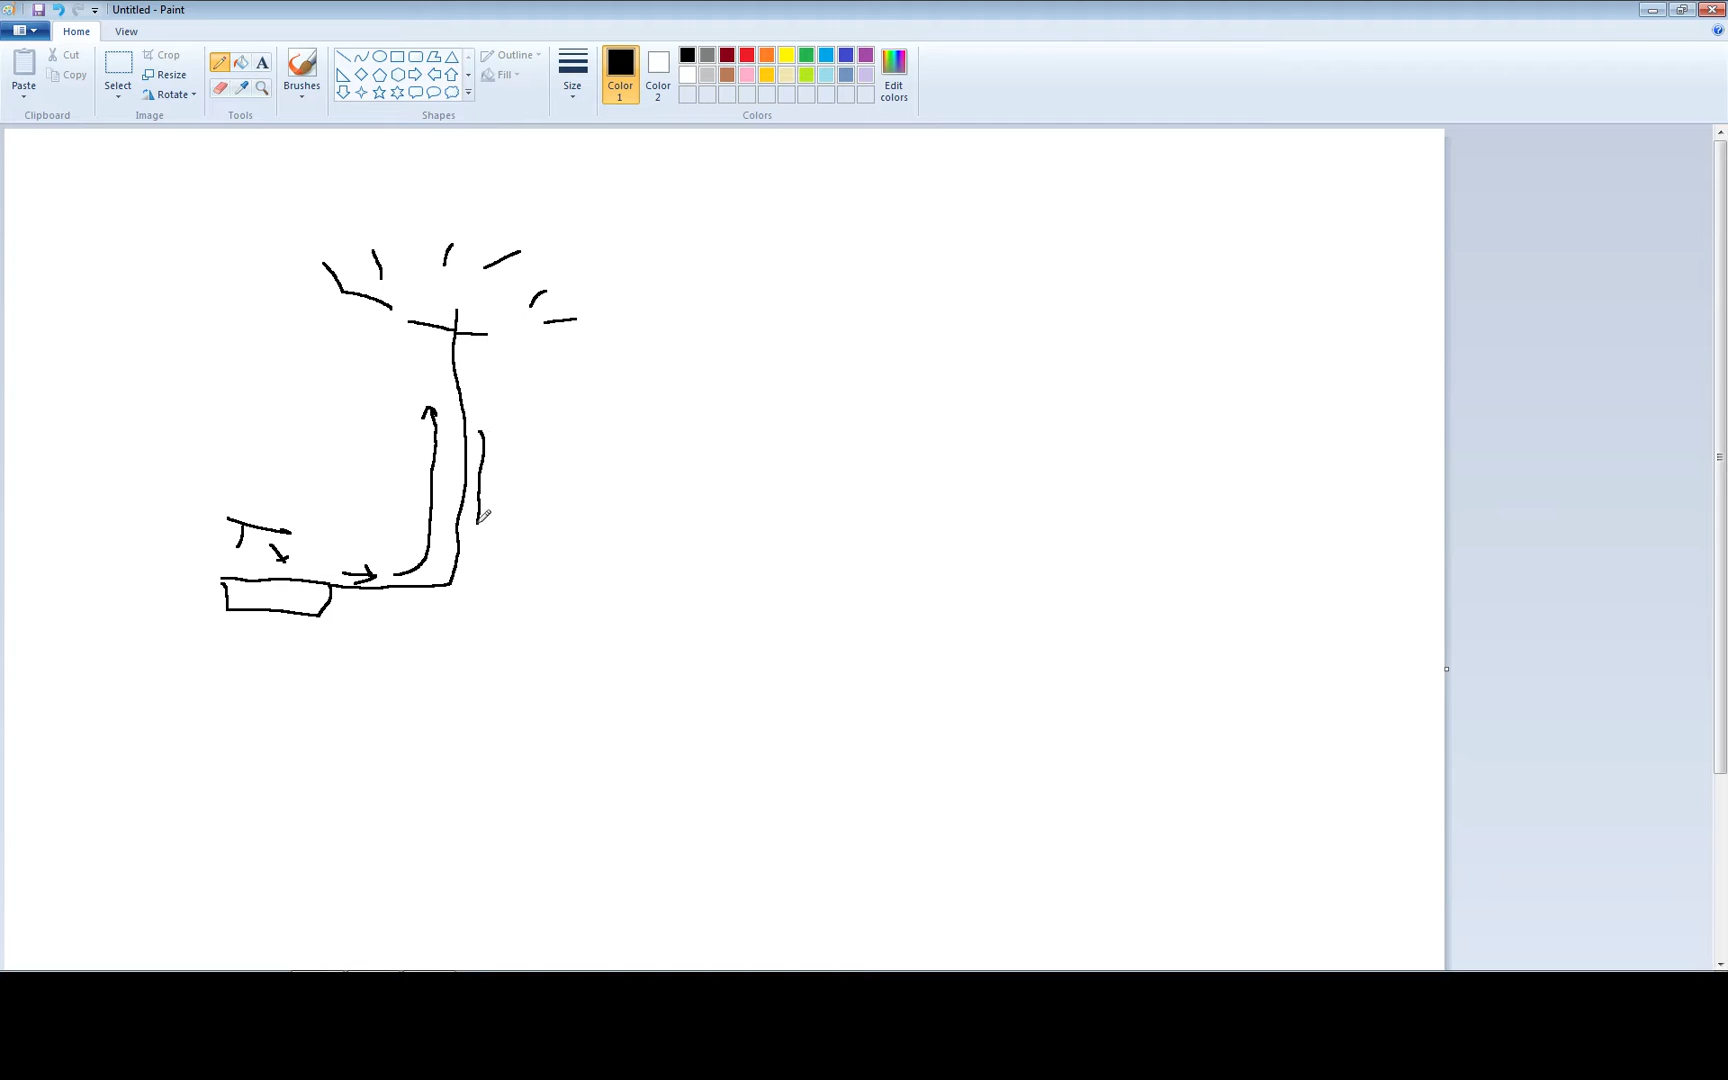 Untitled - Paint
Home
View
Paste
Cut
Copy
Clipboard
Select
Crop
Resize
Rotate
Image
A
Tools
Brushes
Outline
Fill
Shapes
Size
Color 1
Color 2
Edit colors
Colors